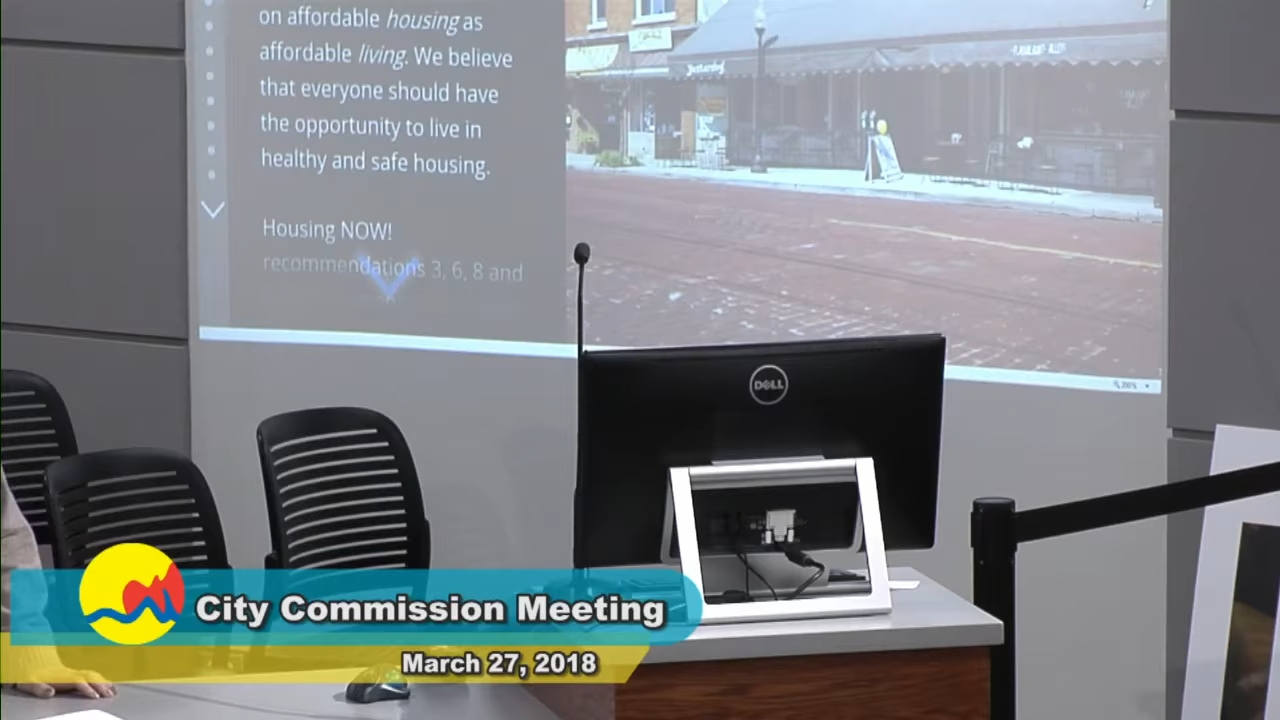 on affordable housing as
affordable living. We believe
that everyone should have
the opportunity to live in
healthy and safe housing.
Housing NOW!
recommendations 3, 6, 8 and
DELL
City Commission Meeting
March 27, 2018